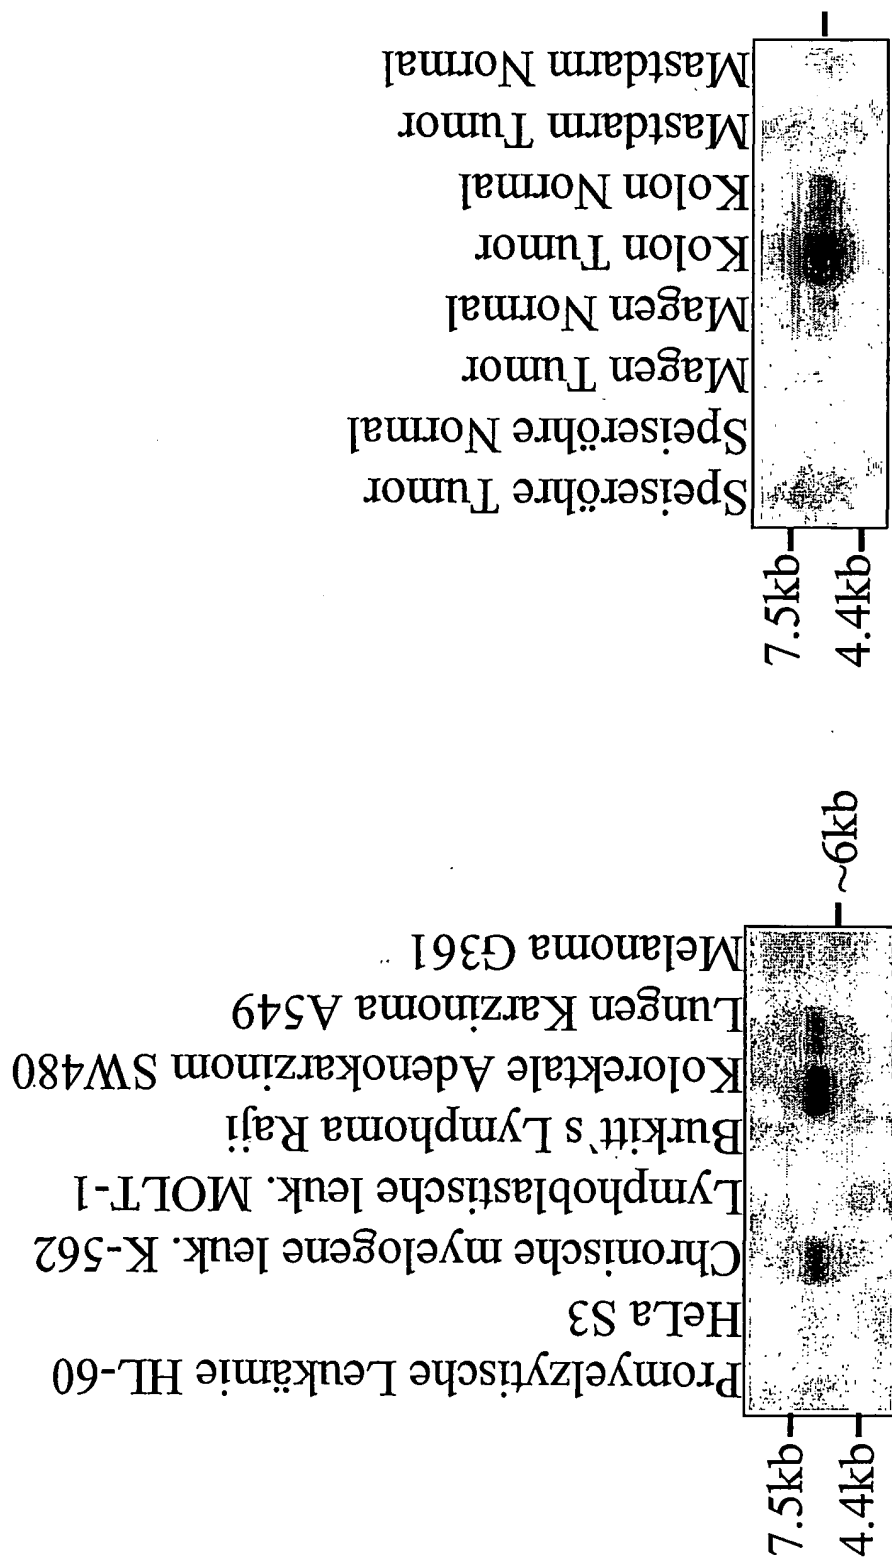 Promyelzytische Leukämie HL-60
HeLa S3
Chronische myelogene leuk. K-562
Lymphoblastische leuk. MOLT-1
Burkitt`s Lymphoma Raji
Kolorektale Adenokarzinom SW480
Lungen Karzinoma A549
Melanoma G361
7.5kb
4.4kb
~6kb
Speiseröhre Tumor
Speiseröhre Normal
Magen Tumor
Magen Normal
Kolon Tumor
Kolon Normal
Mastdarm Tumor
Mastdarm Normal
7.5kb
4.4kb